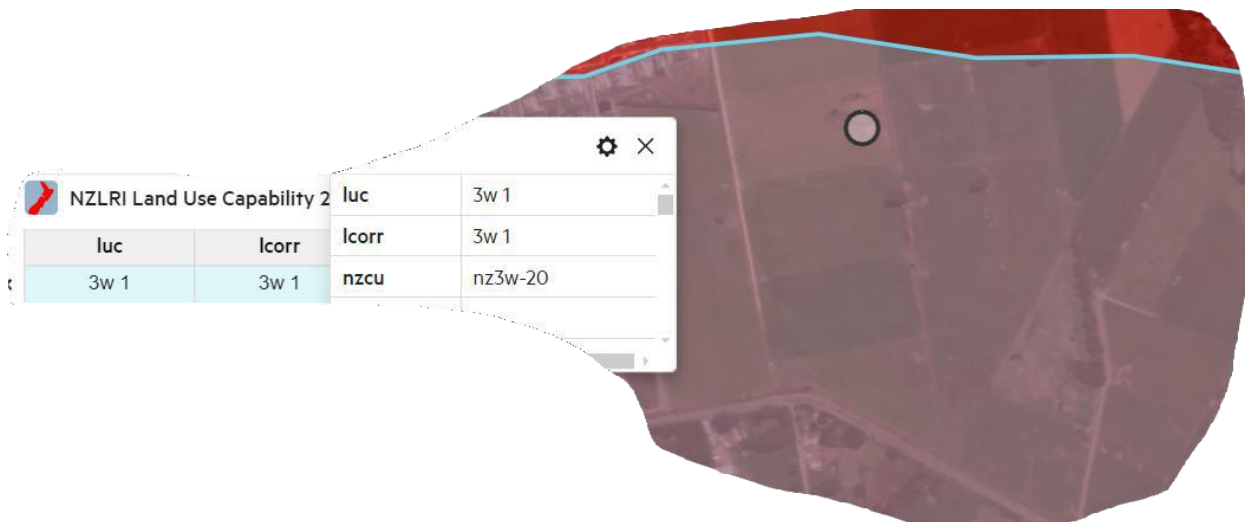 NZLRI Land Use Capability 2
luc lcorr
3w 1 3w 1
luc 3w 1
lcorr 3w 1
nzcu nz3w-20